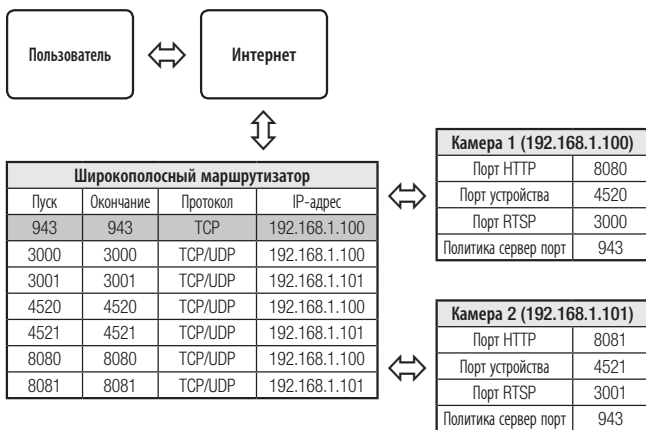 Пользователь
Интернет
Широкополосный маршрутизатор
Пуск Окончание Протокол IP-адрес
943 943 TCP 192.168.1.100
3000 3000 TCP/UDP 192.168.1.100
3001 3001 TCP/UDP 192.168.1.101
4520 4520 TCP/UDP 192.168.1.100
4521 4521 TCP/UDP 192.168.1.101
8080 8080 TCP/UDP 192.168.1.100
8081 8081 TCP/UDP 192.168.1.101
Камера 1 (192.168.1.100)
Порт HTTP 8080
Порт устройства 4520
Порт RTSP 3000
Политика сервер порт 943
Камера 2 (192.168.1.101)
Порт HTTP 8081
Порт устройства 4521
Порт RTSP 3001
Политика сервер порт 943